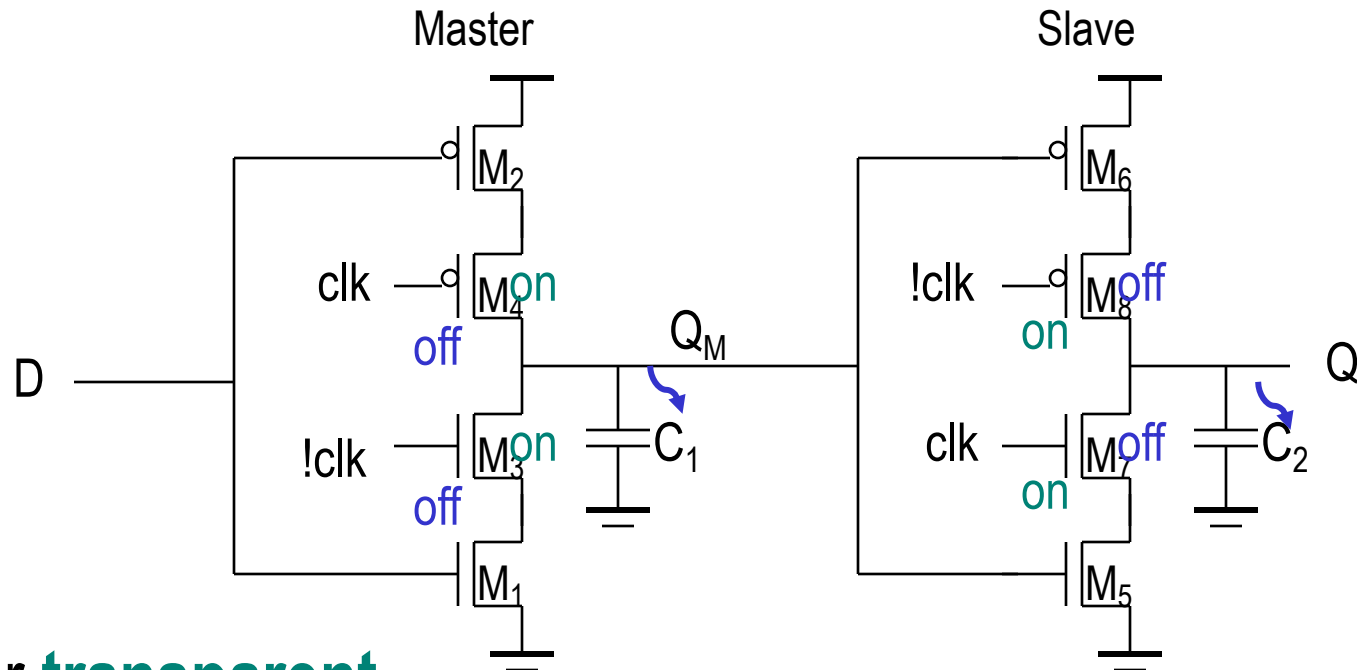 Master
Slave
M2
M6
clk
M4
on
!clk
M8
off
off
on
QM
D
Q
!clk
M3
on
C1
clk
M7
off
C2
off
on
M1
M5
transparent